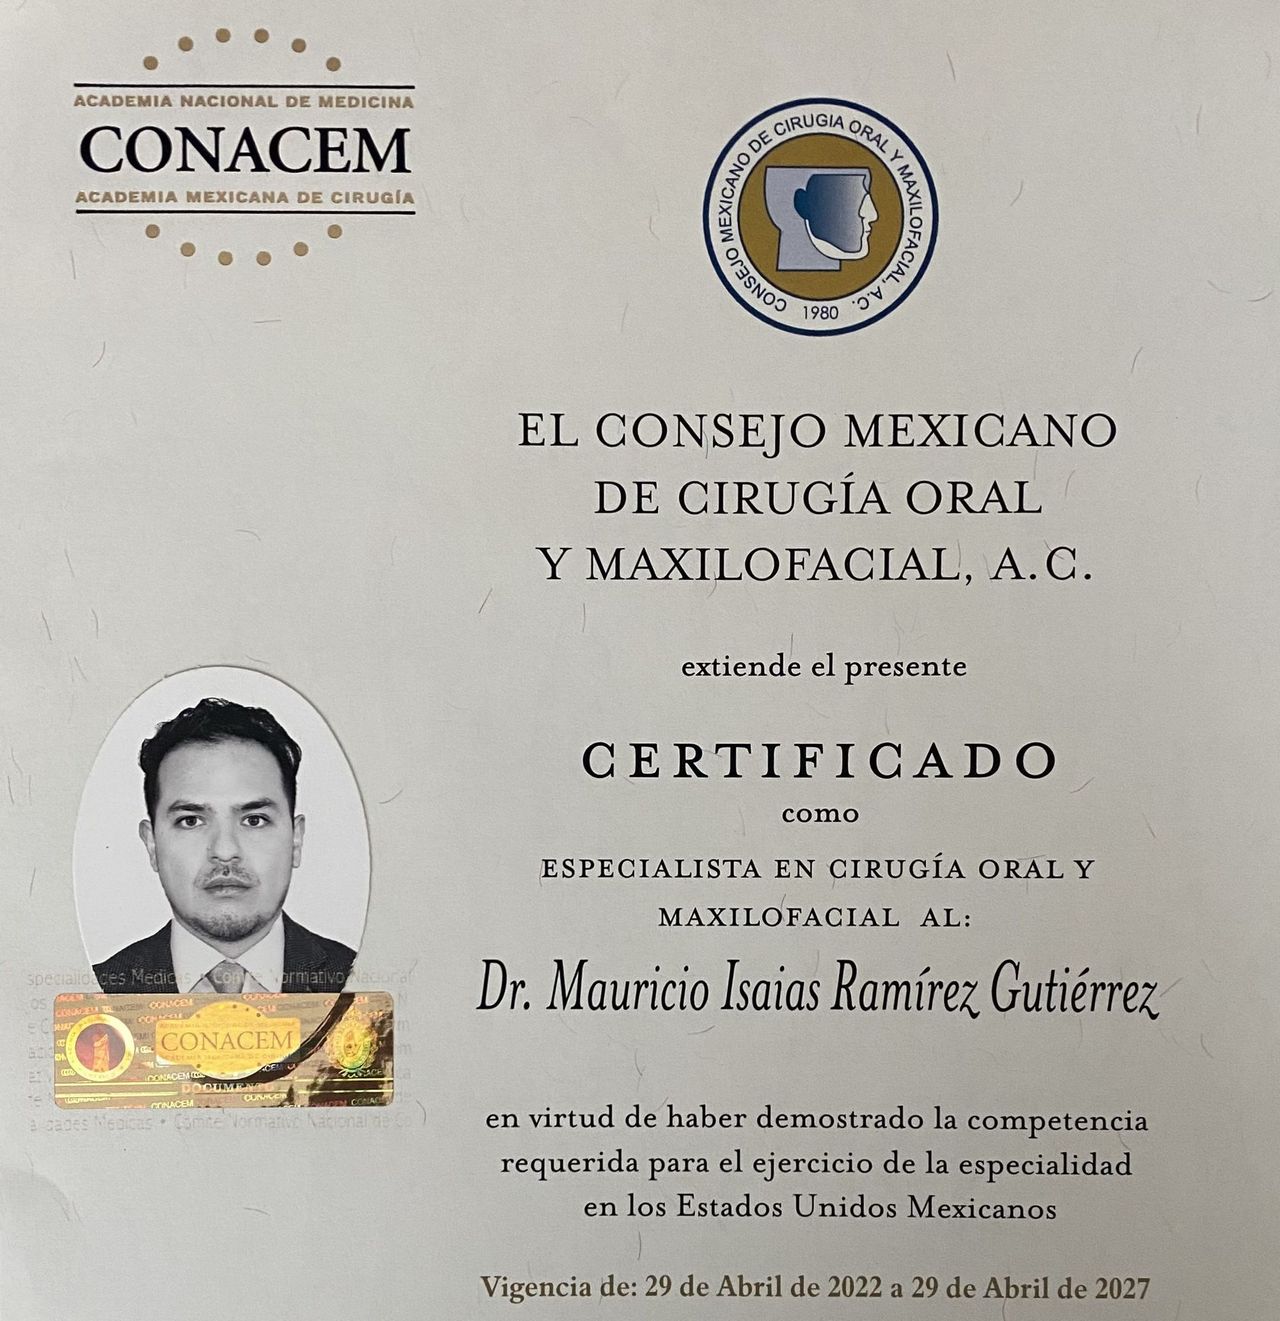 ACADEMIA NACIONAL DE MEDICINA
CONACEM
ACADEMIA MEXICANA DE CIRUGÍA
CONSEJO MEXICANO DE CIRUGIA ORAL Y MAXILOFACIAL, A.C.
1980
EL CONSEJO MEXICANO
DE CIRUGÍA ORAL
Y MAXILOFACIAL, A.C.
extiende el presente
CERTIFICADO
como
ESPECIALISTA EN CIRUGÍA ORAL Y
MAXILOFACIAL AL:
Dr. Mauricio Isaias Ramírez Gutiérrez
en virtud de haber demostrado la competencia
requerida para el ejercicio de la especialidad
en los Estados Unidos Mexicanos
Vigencia de: 29 de Abril de 2022 a 29 de Abril de 2027
CONACEM
DOCUMENTO
CONACEM